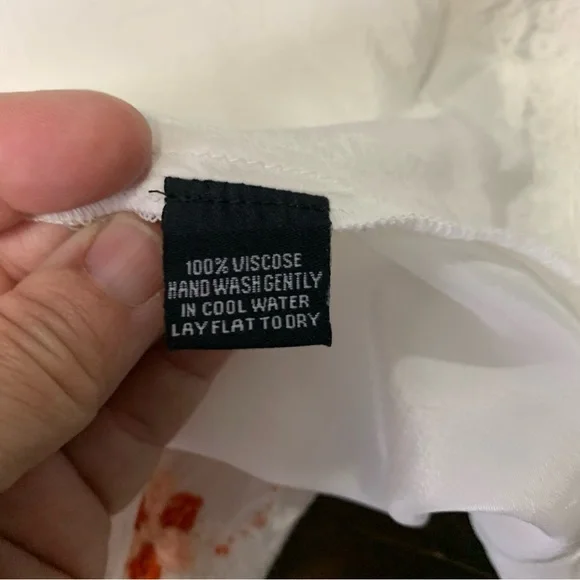 100% VISCOSE
HAND WASH GENTLY
IN COOL WATER
LAY FLAT TO DRY